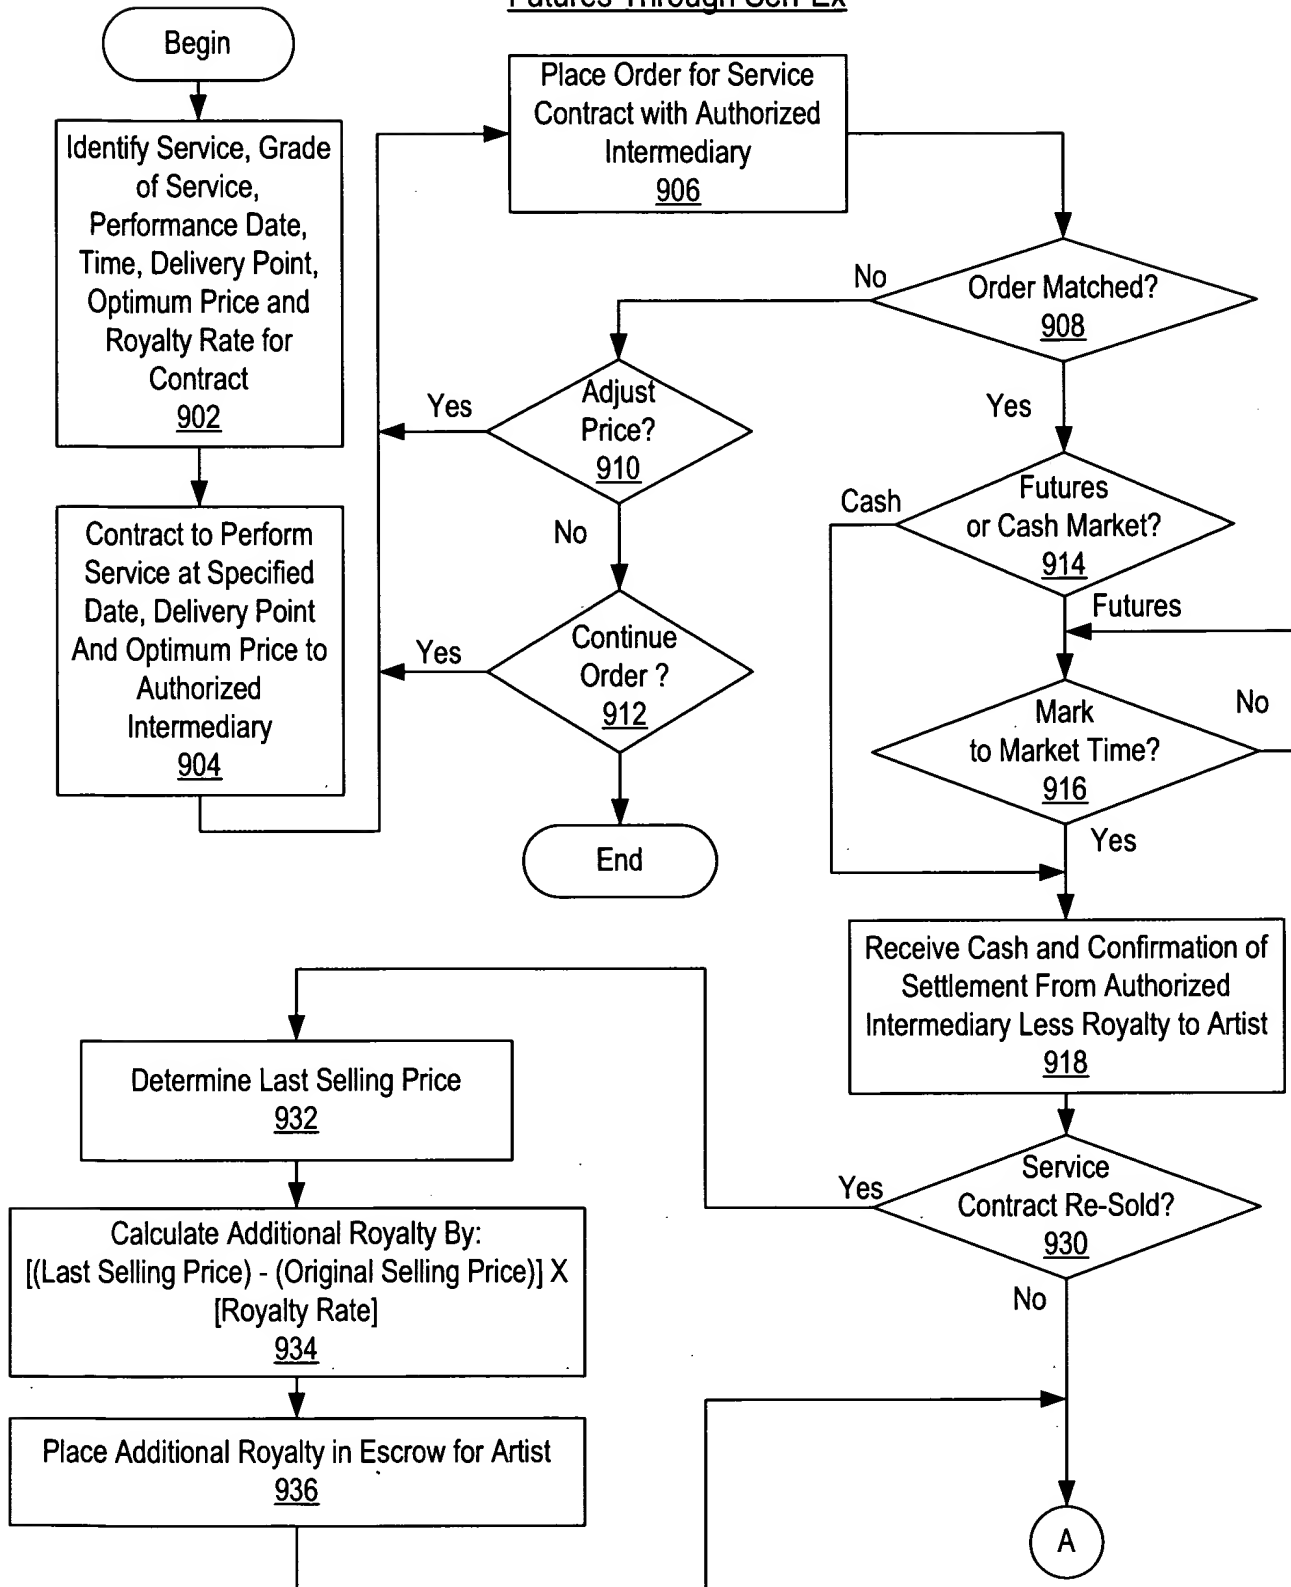 Futures Through Serv-Ex
Begin
Identify Service, Grade
of Service,
Performance Date,
Time, Delivery Point,
Optimum Price and
Royalty Rate for
Contract
902
Contract to Perform
Service at Specified
Date, Delivery Point
And Optimum Price to
Authorized
Intermediary
904
Place Order for Service
Contract with Authorized
Intermediary
906
Order Matched?
908
No
Yes
Adjust
Price?
910
Yes
No
Continue
Order ?
912
Yes
End
Futures
or Cash Market?
914
Cash
Futures
Mark
to Market Time?
916
No
Yes
Receive Cash and Confirmation of
Settlement From Authorized
Intermediary Less Royalty to Artist
918
Service
Contract Re-Sold?
930
Yes
No
Determine Last Selling Price
932
Calculate Additional Royalty By:
[(Last Selling Price) - (Original Selling Price)] X
[Royalty Rate]
934
Place Additional Royalty in Escrow for Artist
936
A